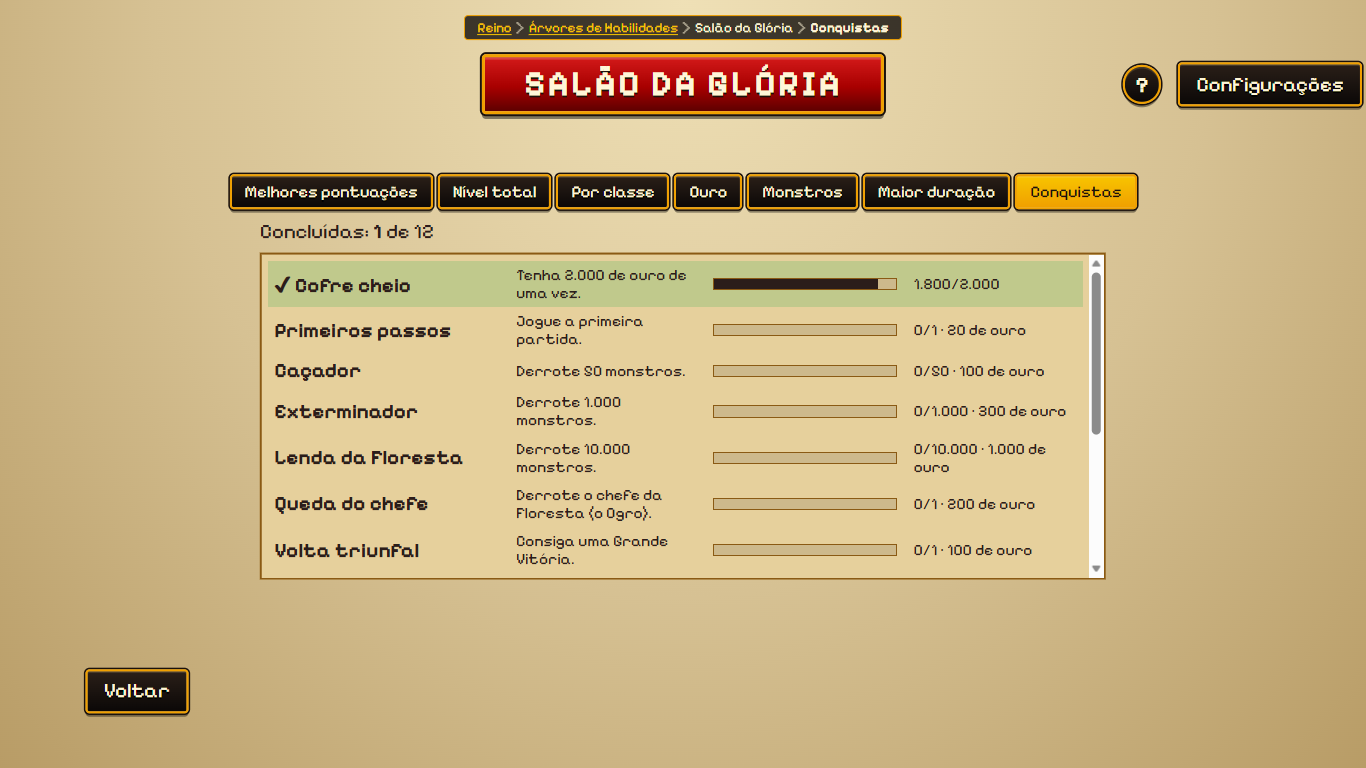 Reino > Árvores de Habilidades > Salão da Glória > Conquistas
SALÃO DA GLÓRIA
?
Configurações
Melhores pontuações
Nível total
Por classe
Ouro
Monstros
Maior duração
Conquistas
Concluídas: 1 de 12
✓ Cofre cheio
Tenha 2.000 de ouro de
uma vez.
1.800/2.000
Primeiros passos
Jogue a primeira
partida.
0/1 · 20 de ouro
Caçador
Derrote 50 monstros.
0/50 · 100 de ouro
Exterminador
Derrote 1.000
monstros.
0/1.000 · 300 de ouro
Lenda da Floresta
Derrote 10.000
monstros.
0/10.000 · 1.000 de
ouro
Queda do chefe
Derrote o chefe da
Floresta (o Ogro).
0/1 · 200 de ouro
Volta triunfal
Consiga uma Grande
Vitória.
0/1 · 100 de ouro
Voltar